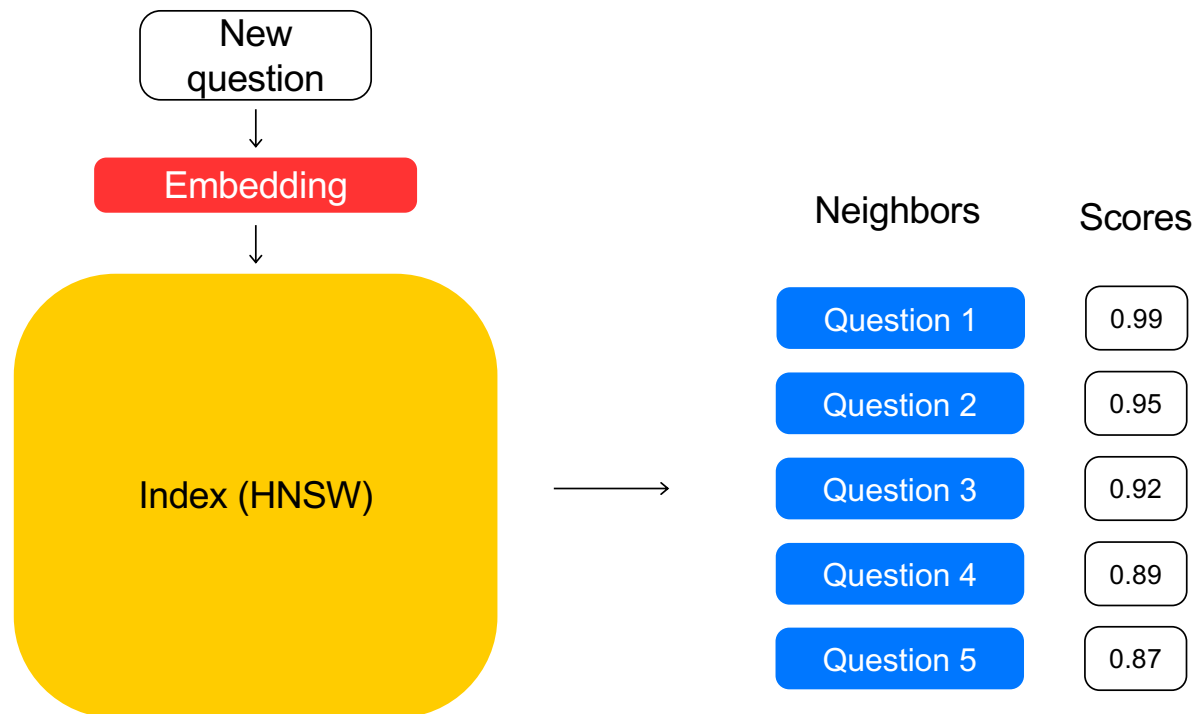 New
question
Embedding
Index (HNSW)
Neighbors Scores
Question 1 0.99
Question 2 0.95
Question 3 0.92
Question 4 0.89
Question 5 0.87